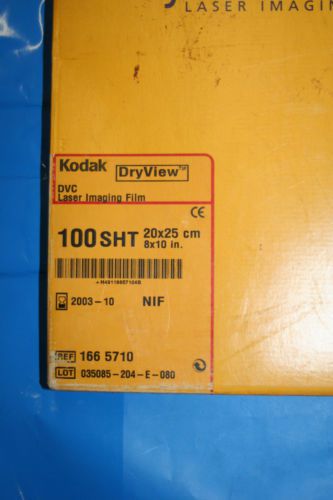 LASER IMAGIN
Kodak DryView™
DVC
Laser Imaging Film
CE
100 SHT 20x25 cm
8x10 in.
2003-10 NIF
REF 166 5710
LOT 035085-204-E-080